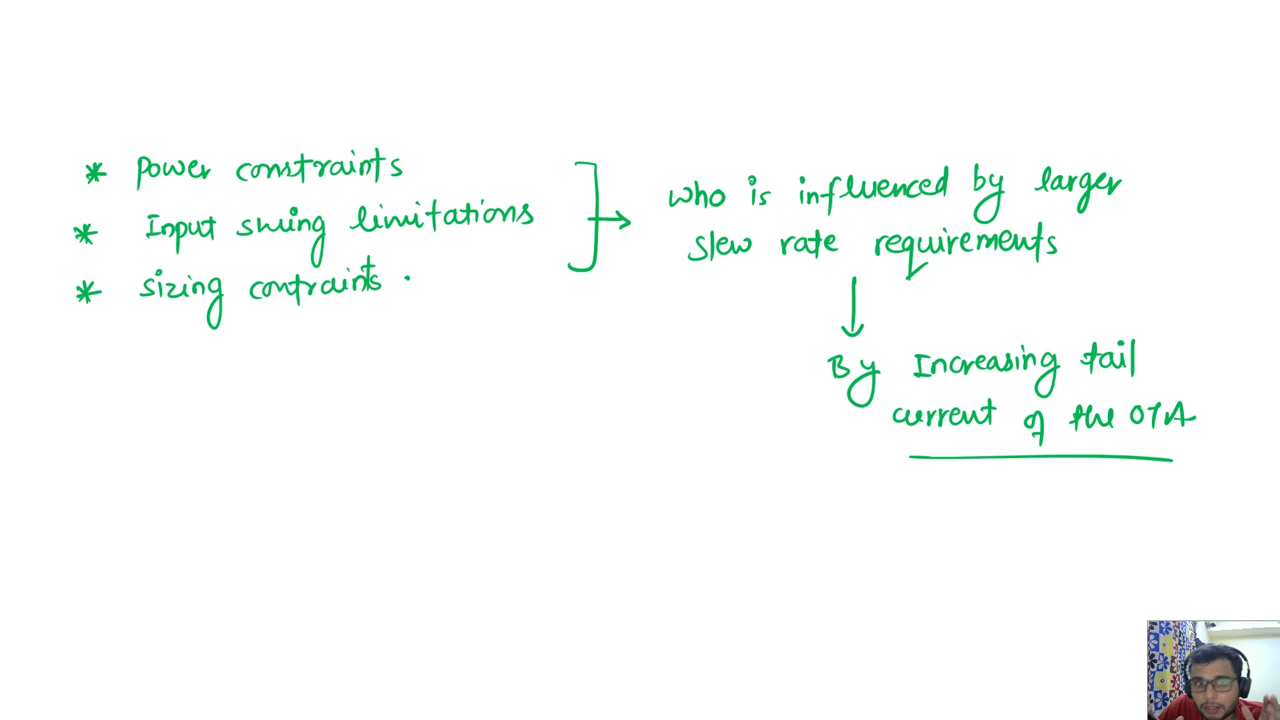 * Power constraints
* Input swing limitations
* sizing contraints.
who is influenced by larger
slew rate requirements
By Increasing tail
current of the OTA